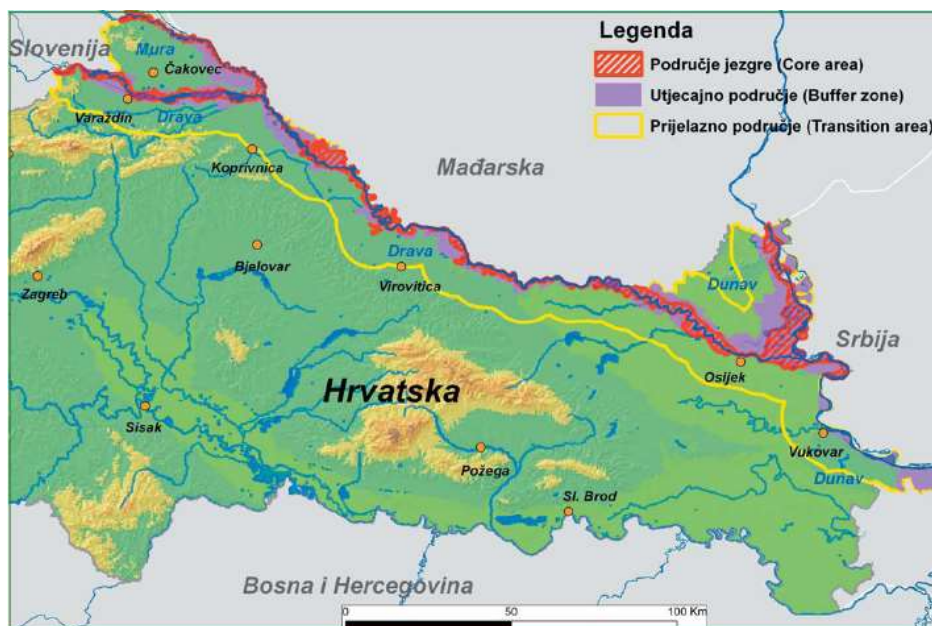 Legenda
Područje jezgre (Core area)
Utjecajno područje (Buffer zone)
Prijelazno područje (Transition area)
Slovenija
Mura
Čakovec
Varaždin
Drava
Koprivnica
Mađarska
Bjelovar
Drava
Virovitica
Zagreb
Dunav
Srbija
Osijek
Hrvatska
Sisak
Požega
Vukovar
Dunav
Sl. Brod
Bosna i Hercegovina
0 50 100 Km